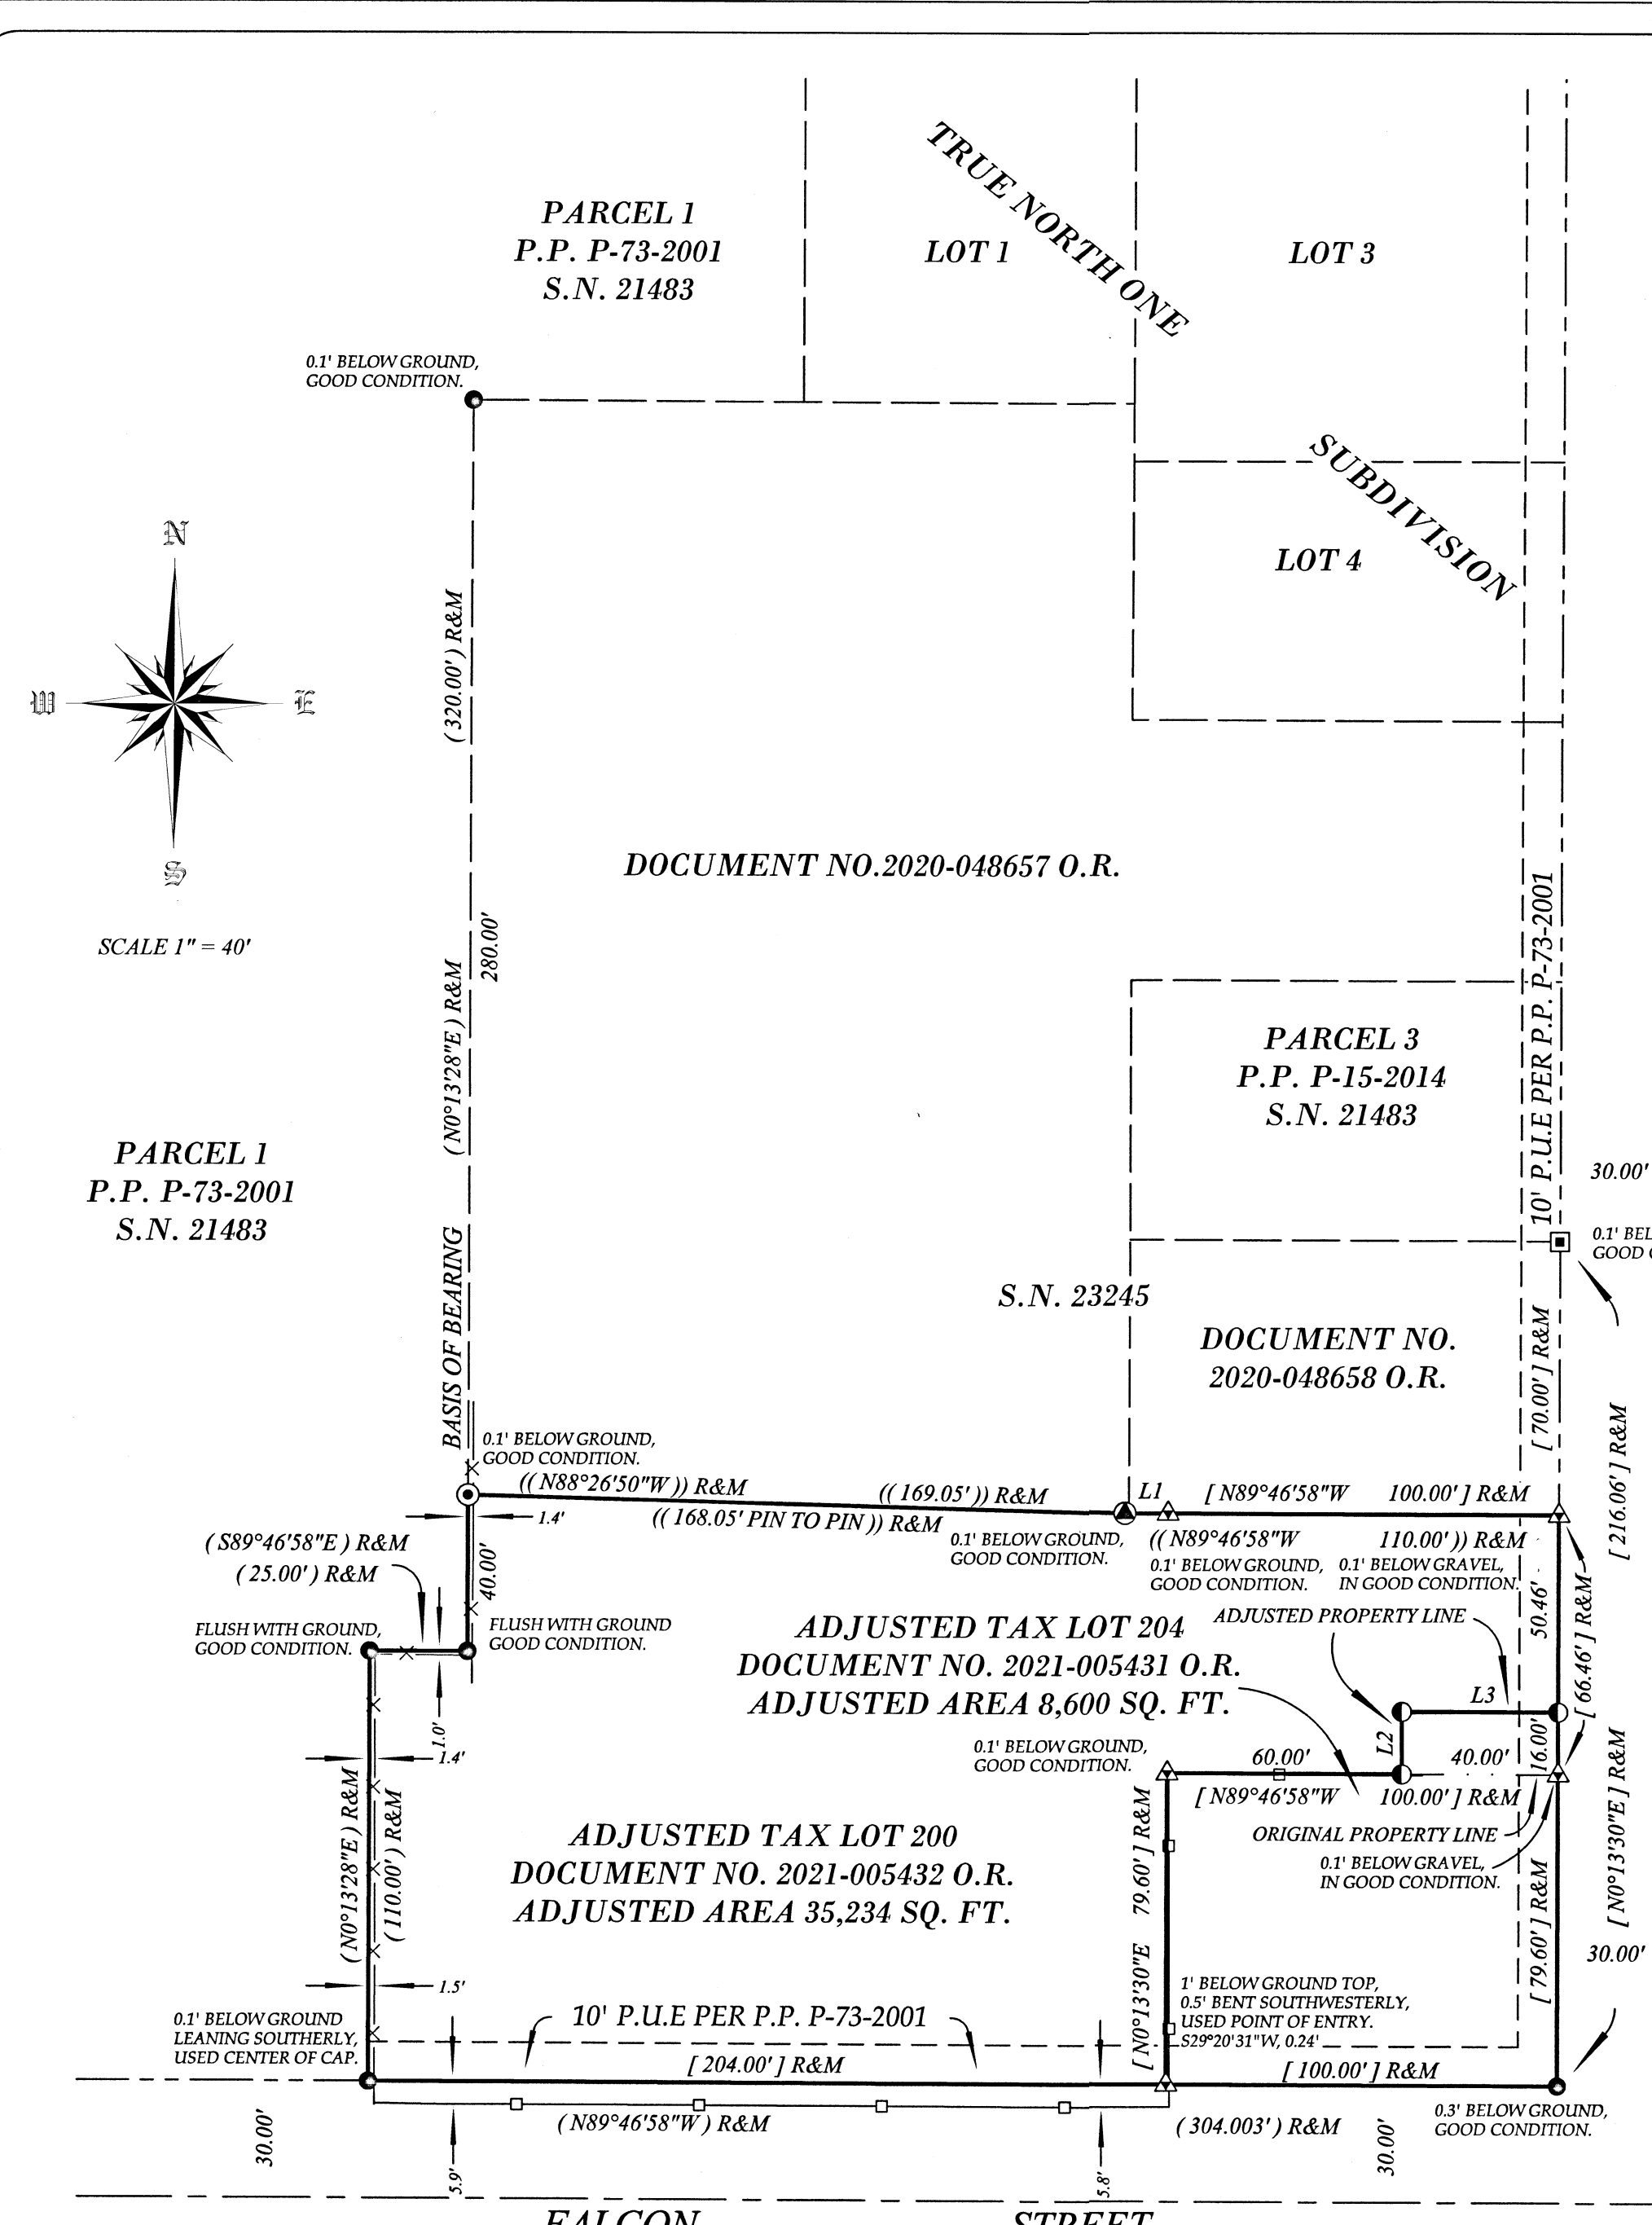 PARCEL 1
P.P. P-73-2001
S.N. 21483
TRUE NORTH ONE
LOT 1
LOT 3
0.1' BELOW GROUND,
GOOD CONDITION.
SUBDIVISION
LOT 4
N
W
E
S
SCALE 1" = 40'
( 320.00' ) R&M
DOCUMENT NO.2020-048657 O.R.
280.00'
( N0°13'28"E ) R&M
BASIS OF BEARING
10' P.U.E PER P.P. P-73-2001
PARCEL 3
P.P. P-15-2014
S.N. 21483
PARCEL 1
P.P. P-73-2001
S.N. 21483
30.00'
0.1' BEL
GOOD
S.N. 23245
DOCUMENT NO.
2020-048658 O.R.
[ 70.00' ] R&M
[ 216.06' ] R&M
0.1' BELOW GROUND,
GOOD CONDITION.
(( N88°26'50"W )) R&M
(( 169.05' )) R&M
L1
[ N89°46'58"W
100.00' ] R&M
1.4'
(( 168.05' PIN TO PIN )) R&M
0.1' BELOW GROUND,
GOOD CONDITION.
(( N89°46'58"W
110.00' )) R&M
( S89°46'58"E ) R&M
( 25.00' ) R&M
40.00'
0.1' BELOW GROUND,
GOOD CONDITION.
0.1' BELOW GRAVEL,
IN GOOD CONDITION.
50.46'
[ 66.46' ] R&M
FLUSH WITH GROUND,
GOOD CONDITION.
FLUSH WITH GROUND
GOOD CONDITION.
ADJUSTED TAX LOT 204
DOCUMENT NO. 2021-005431 O.R.
ADJUSTED AREA 8,600 SQ. FT.
ADJUSTED PROPERTY LINE
L3
L2
1.0'
1.4'
0.1' BELOW GROUND,
GOOD CONDITION.
60.00'
40.00'
16.00'
[ N89°46'58"W
100.00' ] R&M
( N0°13'28"E ) R&M
( 110.00' ) R&M
ADJUSTED TAX LOT 200
DOCUMENT NO. 2021-005432 O.R.
ADJUSTED AREA 35,234 SQ. FT.
[ N0°13'30"E
79.60' ] R&M
ORIGINAL PROPERTY LINE
0.1' BELOW GRAVEL,
IN GOOD CONDITION.
[ 79.60' ] R&M
[ N0°13'30"E ] R&M
30.00'
1.5'
0.1' BELOW GROUND
LEANING SOUTHERLY,
USED CENTER OF CAP.
10' P.U.E PER P.P. P-73-2001
1' BELOW GROUND TOP,
0.5' BENT SOUTHWESTERLY,
USED POINT OF ENTRY.
S29°20'31"W, 0.24'
[ 204.00' ] R&M
[ 100.00' ] R&M
( N89°46'58"W ) R&M
( 304.003' ) R&M
0.3' BELOW GROUND,
GOOD CONDITION.
30.00'
5.9'
5.8'
30.00'
FALCON STREET